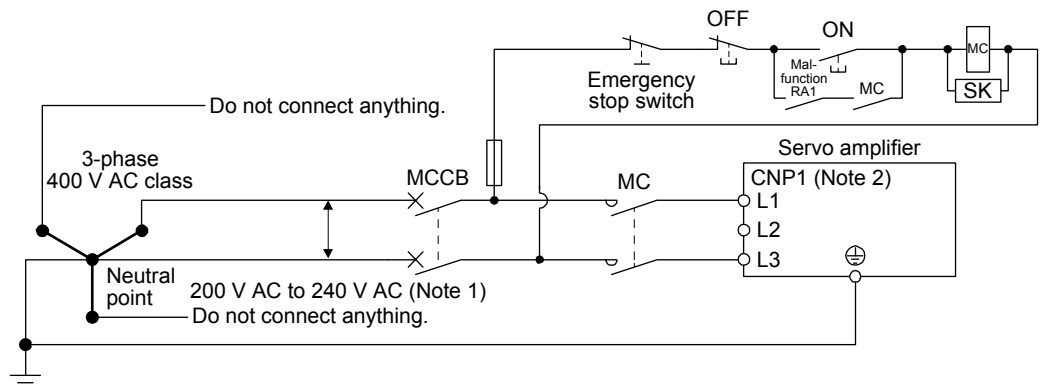 OFF
ON
MC
Mal-
function
RA1
MC
SK
Emergency
stop switch
Do not connect anything.
3-phase
400 V AC class
MCCB
MC
Servo amplifier
CNP1 (Note 2)
L1
L2
L3
Neutral
point
200 V AC to 240 V AC (Note 1)
Do not connect anything.